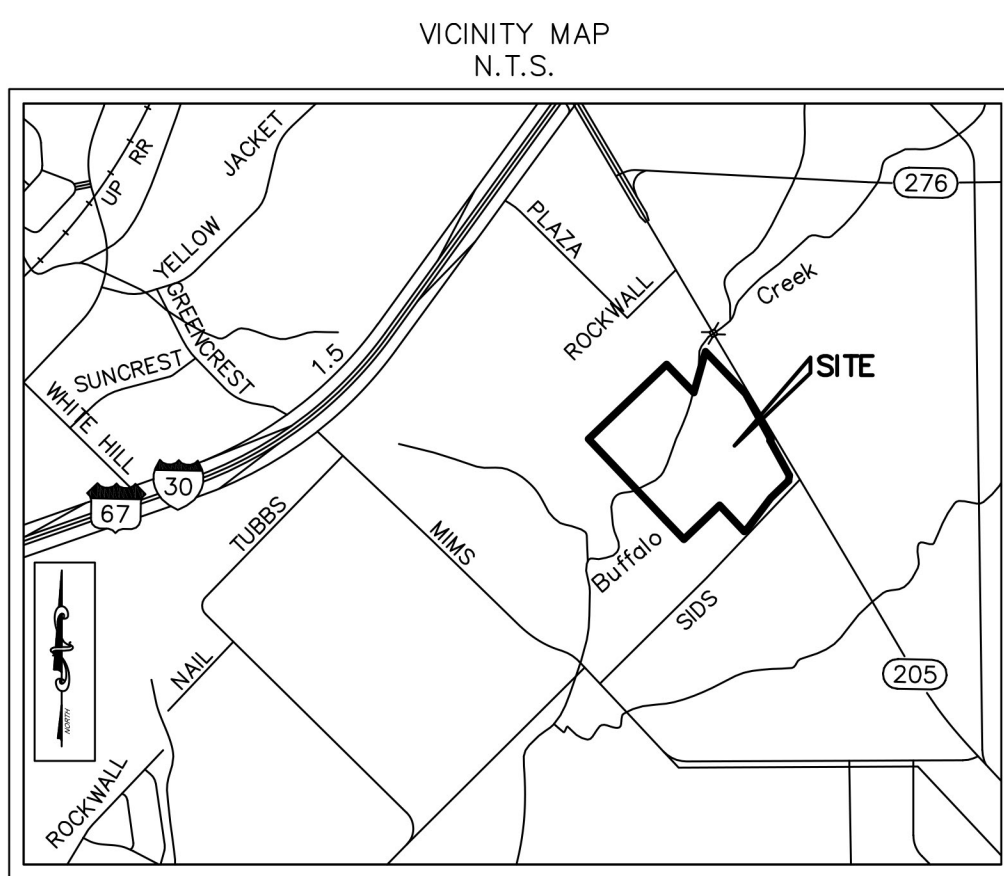 VICINITY MAP
N.T.S.
UP RR
JACKET
YELLOW
GREENCREST
SUNCREST
WHITE HILL
1.5
30
67
276
PLAZA
ROCKWALL
Creek
SITE
TUBBS
MIMS
Buffalo
SIDS
NAIL
205
NORTH
ROCKWALL